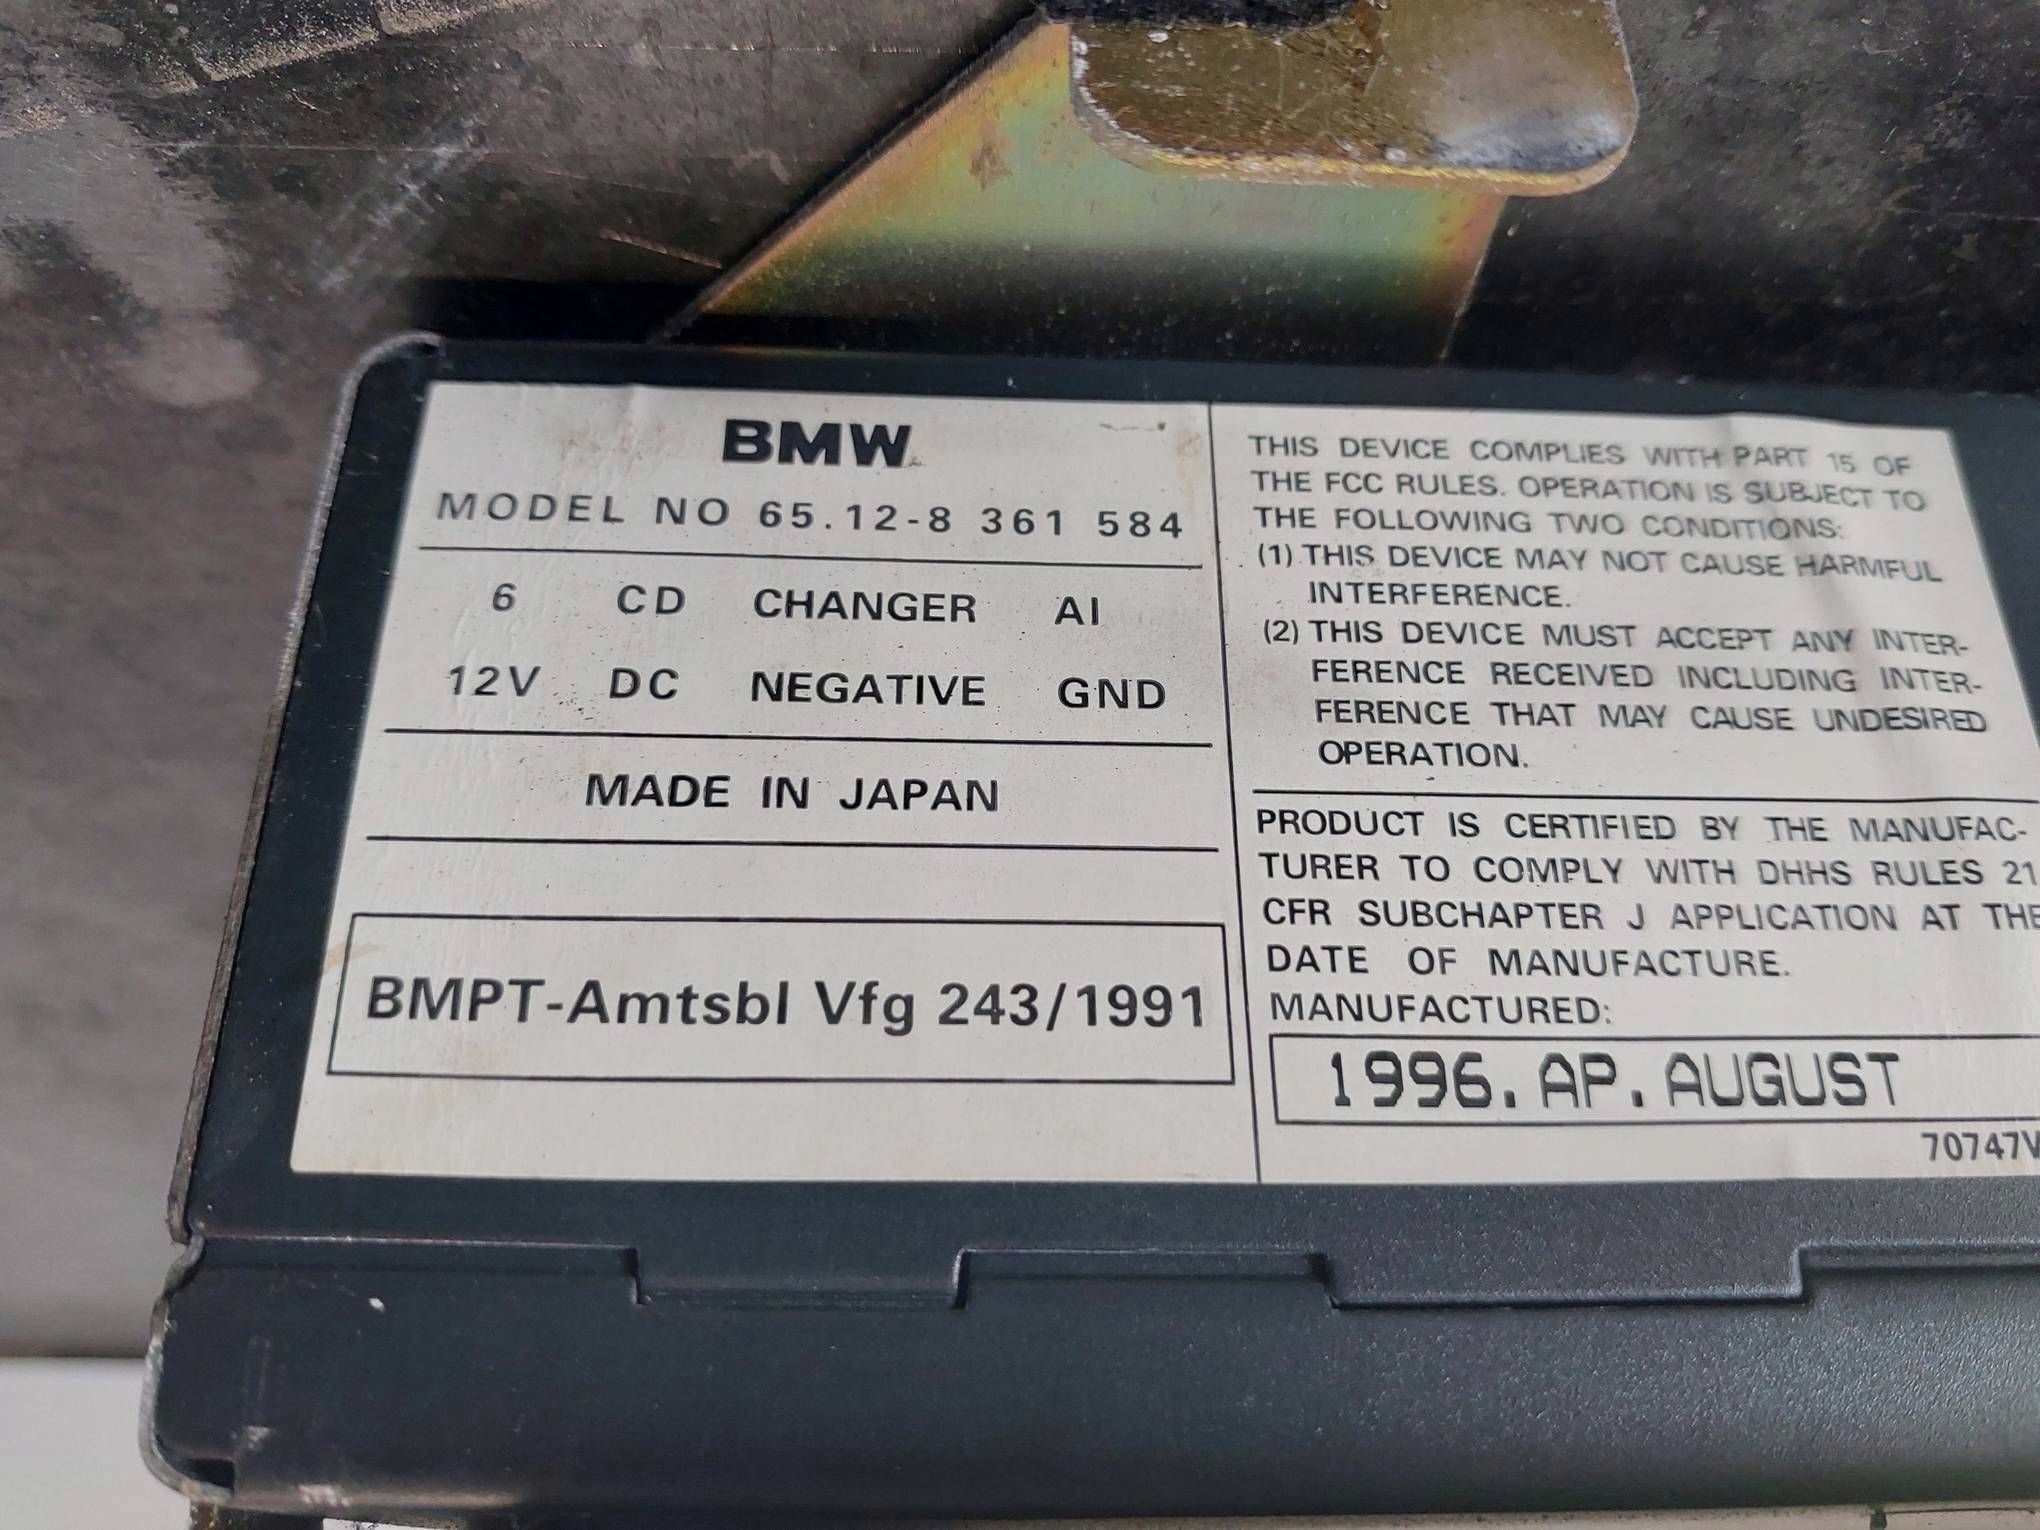 BMW
MODEL NO 65.12-8 361 584
6 CD CHANGER AI
12V DC NEGATIVE GND
MADE IN JAPAN
BMPT-Amtsbl Vfg 243/1991
THIS DEVICE COMPLIES WITH PART 15 OF
THE FCC RULES. OPERATION IS SUBJECT TO
THE FOLLOWING TWO CONDITIONS:
(1) THIS DEVICE MAY NOT CAUSE HARMFUL
INTERFERENCE.
(2) THIS DEVICE MUST ACCEPT ANY INTER-
FERENCE RECEIVED INCLUDING INTER-
FERENCE THAT MAY CAUSE UNDESIRED
OPERATION.
PRODUCT IS CERTIFIED BY THE MANUFAC-
TURER TO COMPLY WITH DHHS RULES 21
CFR SUBCHAPTER J APPLICATION AT THE
DATE OF MANUFACTURE.
MANUFACTURED:
1996. AP. AUGUST
70747V